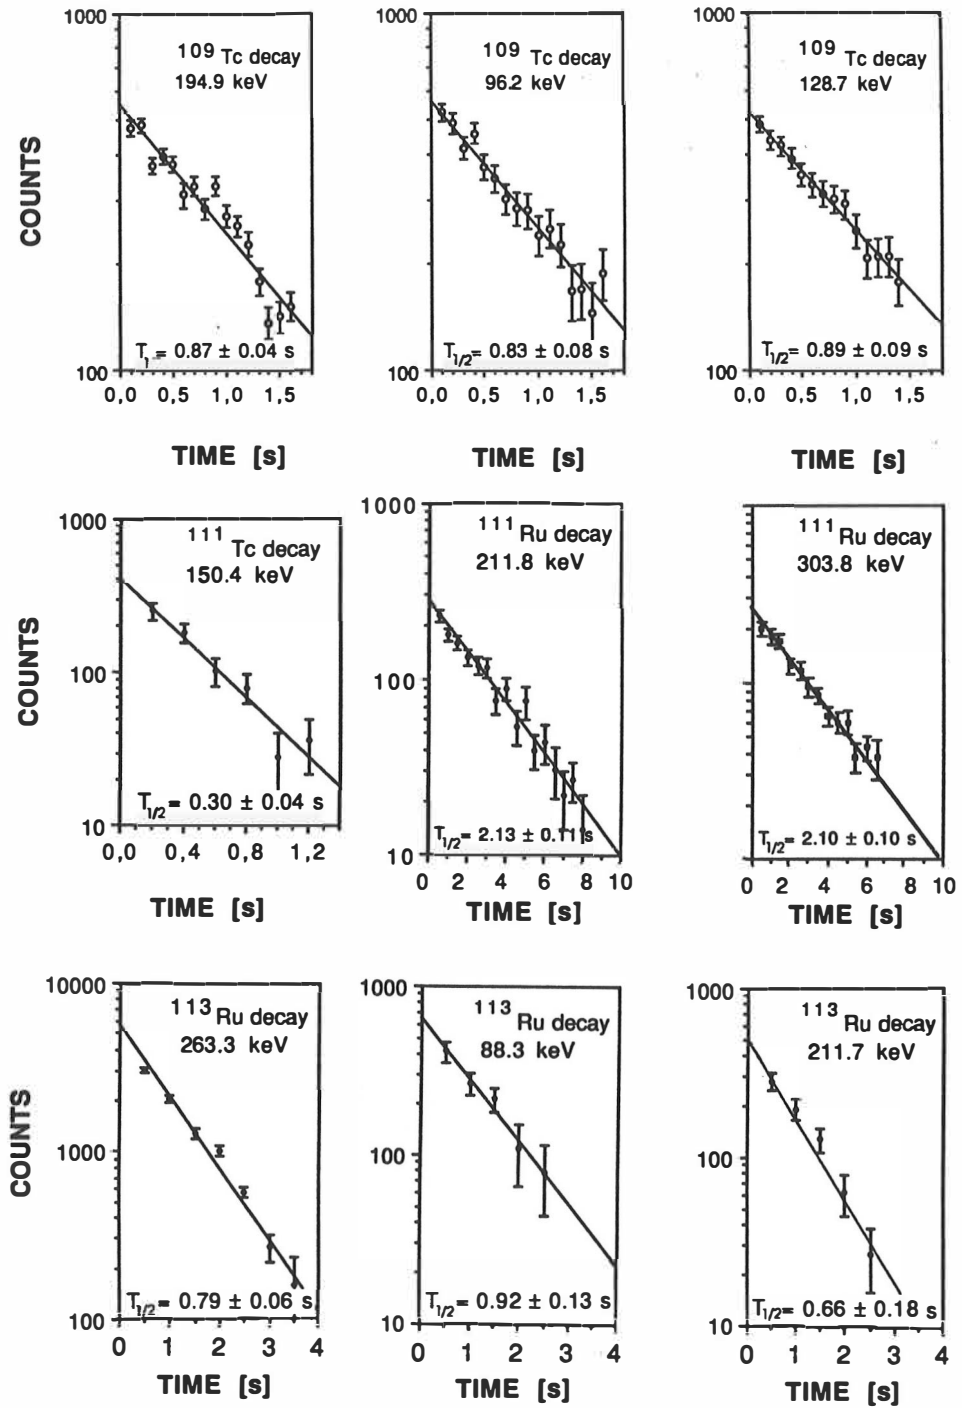 1000
109 Tc decay
194.9 keV
COUNTS
T1 = 0.87 ± 0.04 s
100
0,0 0,5 1,0 1,5
TIME [s]
1000
109 Tc decay
96.2 keV
T1/2 = 0.83 ± 0.08 s
100
0,0 0,5 1,0 1,5
TIME [s]
1000
109 Tc decay
128.7 keV
T1/2 = 0.89 ± 0.09 s
100
0,0 0,5 1,0 1,5
TIME [s]
1000
111 Tc decay
150.4 keV
COUNTS
100
T1/2 = 0.30 ± 0.04 s
10
0,0 0,4 0,8 1,2
TIME [s]
1000
111 Ru decay
211.8 keV
100
T1/2 = 2.13 ± 0.11 s
10
0 2 4 6 8 10
TIME [s]
111 Ru decay
303.8 keV
T1/2 = 2.10 ± 0.10 s
0 2 4 6 8 10
TIME [s]
10000
113 Ru decay
263.3 keV
COUNTS
1000
T1/2 = 0.79 ± 0.06 s
100
0 1 2 3 4
TIME [s]
1000
113 Ru decay
88.3 keV
100
T1/2 = 0.92 ± 0.13 s
10
0 1 2 3 4
TIME [s]
1000
113 Ru decay
211.7 keV
100
T1/2 = 0.66 ± 0.18 s
10
0 1 2 3 4
TIME [s]